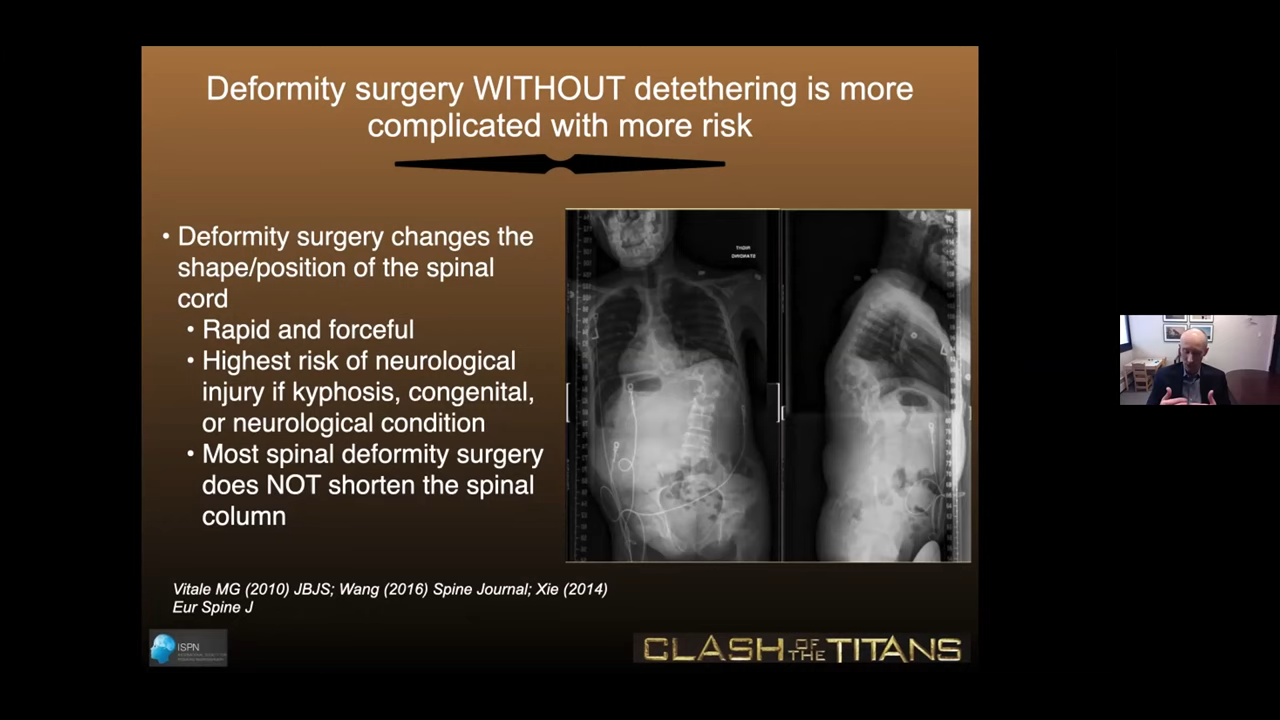 Deformity surgery WITHOUT detethering is more
complicated with more risk
• Deformity surgery changes the
shape/position of the spinal
cord
• Rapid and forceful
• Highest risk of neurological
injury if kyphosis, congenital,
or neurological condition
• Most spinal deformity surgery
does NOT shorten the spinal
column
Vitale MG (2010) JBJS; Wang (2016) Spine Journal; Xie (2014)
Eur Spine J
ISPN
CLASH OF THE TITANS